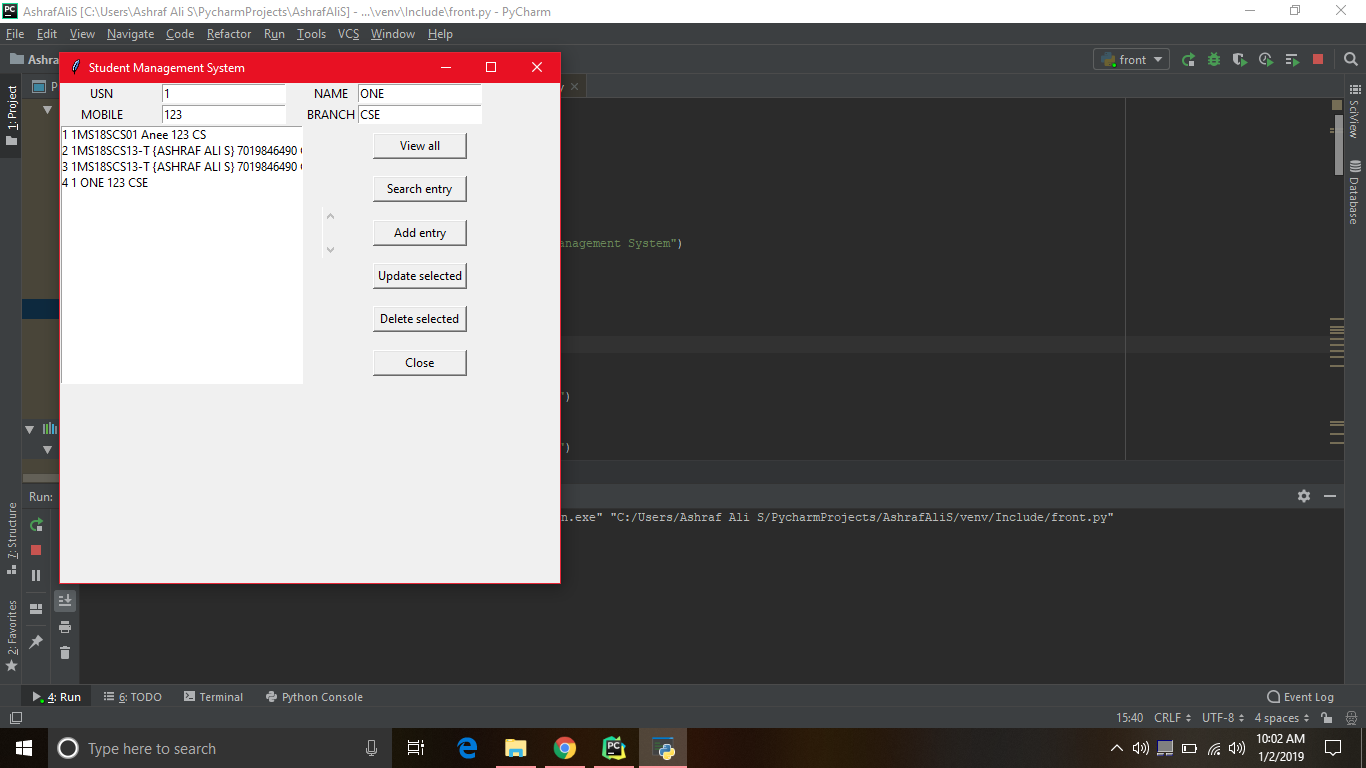 AshrafAliS [C:\Users\Ashraf Ali S\PycharmProjects\AshrafAliS] - ...\venv\Include\front.py - PyCharm
File Edit View Navigate Code Refactor Run Tools VCS Window Help
Ashra
front
Student Management System
USN 1 NAME ONE
MOBILE 123 BRANCH CSE
1 1MS18SCS01 Anee 123 CS
2 1MS18SCS13-T {ASHRAF ALI S} 7019846490
3 1MS18SCS13-T {ASHRAF ALI S} 7019846490
4 1 ONE 123 CSE
View all
Search entry
Add entry
Update selected
Delete selected
Close
1: Project
7: Structure
2: Favorites
P
anagement System")
")
")
SciView
Database
Run:
n.exe" "C:/Users/Ashraf Ali S/PycharmProjects/AshrafAliS/venv/Include/front.py"
4: Run 6: TODO Terminal Python Console Event Log
15:40 CRLF UTF-8 4 spaces
Type here to search
10:02 AM
1/2/2019